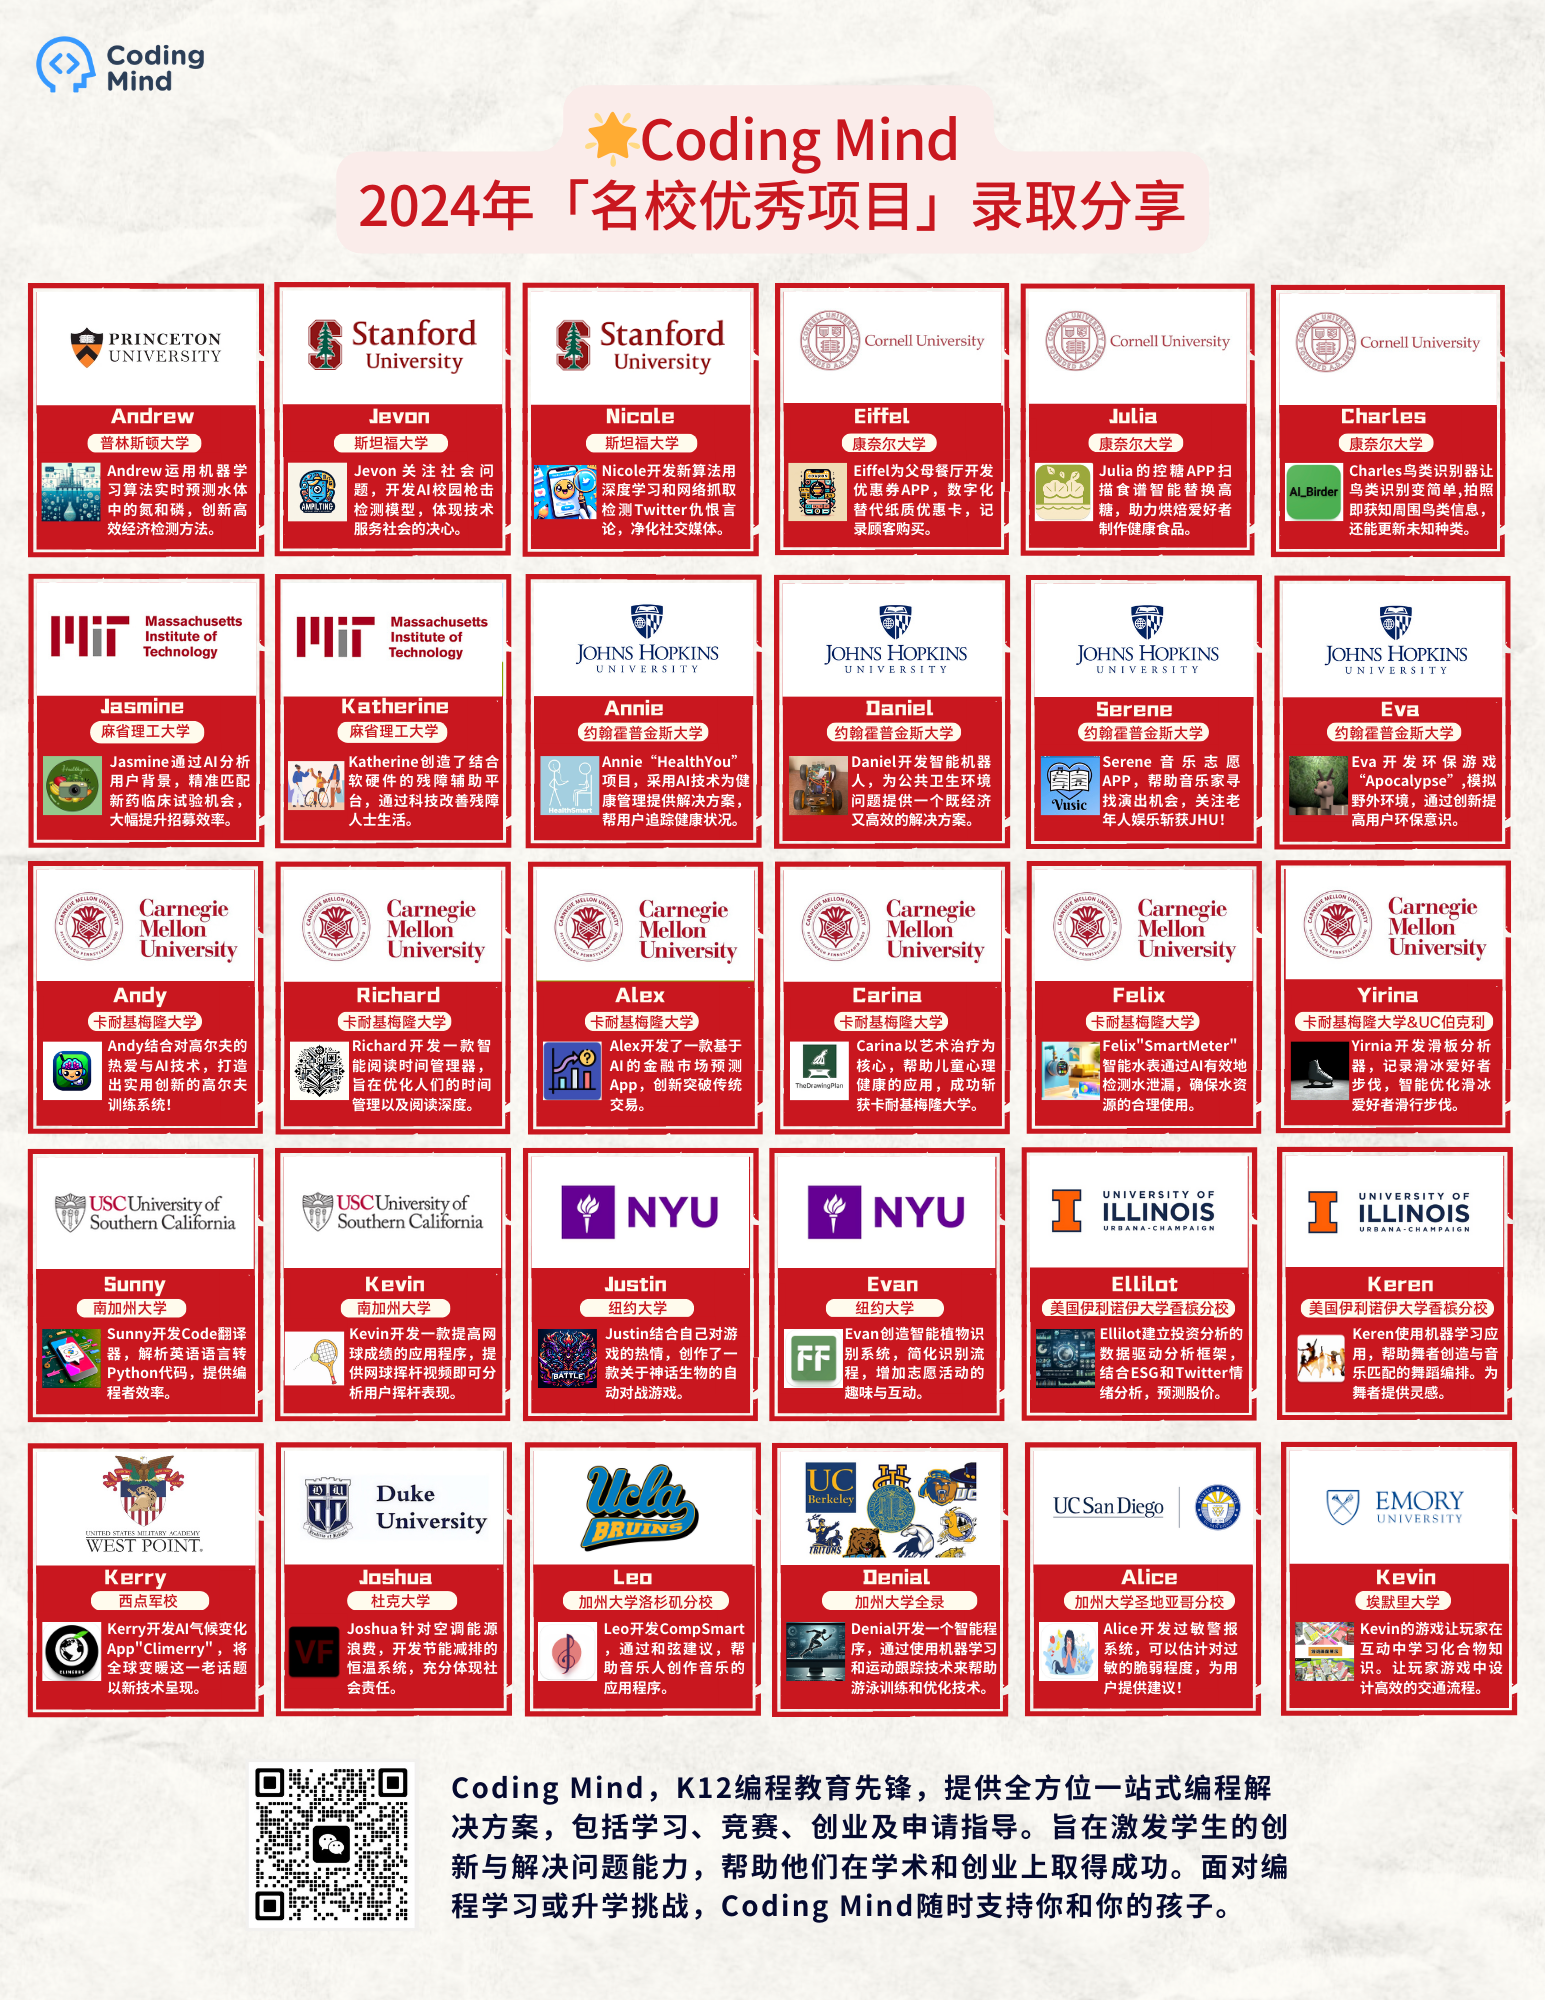 Coding
Mind
Coding Mind
2024年「名校优秀项目」录取分享
PRINCETON
UNIVERSITY
Andrew
普林斯顿大学
Andrew运用机器学
习算法实时预测水体
中的氮和磷，创新高
效经济检测方法。
Stanford
University
Jevon
斯坦福大学
AMPLTING
Jevon关注社会问
题，开发AI校园枪击
检测模型，体现技术
服务社会的决心。
Stanford
University
Nicole
斯坦福大学
Nicole开发新算法用
深度学习和网络抓取
检测Twitter仇恨言
论，净化社交媒体。
Cornell University
Eiffel
康奈尔大学
Eiffel为父母餐厅开发
优惠券APP，数字化
替代纸质优惠卡，记
录顾客购买。
Cornell University
Julia
康奈尔大学
Julia的控糖APP扫
描食谱智能替换高
糖，助力烘焙爱好者
制作健康食品。
Cornell University
Charles
康奈尔大学
AI_Birder
Charles鸟类识别器让
鸟类识别变简单,拍照
即获知周围鸟类信息，
还能更新未知种类。
Massachusetts
Institute of
Technology
Jasmine
麻省理工大学
Jasmine通过AI分析
用户背景，精准匹配
新药临床试验机会，
大幅提升招募效率。
Massachusetts
Institute of
Technology
Katherine
麻省理工大学
Katherine创造了结合
软硬件的残障辅助平
台，通过科技改善残障
人士生活。
JOHNS HOPKINS
UNIVERSITY
Annie
约翰霍普金斯大学
HealthSmart
Annie“HealthYou”
项目，采用AI技术为健
康管理提供解决方案，
帮用户追踪健康状况。
JOHNS HOPKINS
UNIVERSITY
Daniel
约翰霍普金斯大学
Daniel开发智能机器
人，为公共卫生环境
问题提供一个既经济
又高效的解决方案。
JOHNS HOPKINS
UNIVERSITY
Serene
约翰霍普金斯大学
Vusic
Serene音乐志愿
APP，帮助音乐家寻
找演出机会，关注老
年人娱乐斩获JHU！
JOHNS HOPKINS
UNIVERSITY
Eva
约翰霍普金斯大学
Eva开发环保游戏
“Apocalypse”,模拟
野外环境，通过创新提
高用户环保意识。
Carnegie
Mellon
University
Andy
卡耐基梅隆大学
Andy结合对高尔夫的
热爱与AI技术，打造
出实用创新的高尔夫
训练系统！
Carnegie
Mellon
University
Richard
卡耐基梅隆大学
Richard开发一款智
能阅读时间管理器，
旨在优化人们的时间
管理以及阅读深度。
Carnegie
Mellon
University
Alex
卡耐基梅隆大学
Alex开发了一款基于
AI的金融市场预测
App，创新突破传统
交易。
Carnegie
Mellon
University
Carina
卡耐基梅隆大学
TheDrawingPlan
Carina以艺术治疗为
核心，帮助儿童心理
健康的应用，成功斩
获卡耐基梅隆大学。
Carnegie
Mellon
University
Felix
卡耐基梅隆大学
Felix"SmartMeter"
智能水表通过AI有效地
检测水泄漏，确保水资
源的合理使用。
Carnegie
Mellon
University
Yirina
卡耐基梅隆大学&UC伯克利
Yirnia开发滑板分析
器，记录滑冰爱好者
步伐，智能优化滑冰
爱好者滑行步伐。
USC University of
Southern California
Sunny
南加州大学
Sunny开发Code翻译
器，解析英语语言转
Python代码，提供编
程者效率。
USC University of
Southern California
Kevin
南加州大学
Kevin开发一款提高网
球成绩的应用程序，提
供网球挥杆视频即可分
析用户挥杆表现。
NYU
Justin
纽约大学
BATTLE
Justin结合自己对游
戏的热情，创作了一
款关于神话生物的自
动对战游戏。
NYU
Evan
纽约大学
FF
Evan创造智能植物识
别系统，简化识别流
程，增加志愿活动的
趣味与互动。
UNIVERSITY OF
ILLINOIS
URBANA-CHAMPAIGN
Ellilot
美国伊利诺伊大学香槟分校
Ellilot建立投资分析的
数据驱动分析框架，
结合ESG和Twitter情
绪分析，预测股价。
UNIVERSITY OF
ILLINOIS
URBANA-CHAMPAIGN
Keren
美国伊利诺伊大学香槟分校
Keren使用机器学习应
用，帮助舞者创造与音
乐匹配的舞蹈编排。为
舞者提供灵感。
UNITED STATES MILITARY ACADEMY
WEST POINT.
Kerry
西点军校
CLIMERRY
Kerry开发AI气候变化
App"Climerry"，将
全球变暖这一老话题
以新技术呈现。
Duke
University
Joshua
杜克大学
VF
Joshua针对空调能源
浪费，开发节能减排的
恒温系统，充分体现社
会责任。
Ucla
BRUINS
Leo
加州大学洛杉矶分校
Leo开发CompSmart
，通过和弦建议，帮
助音乐人创作音乐的
应用程序。
UC
Berkeley
UC
TRITONS
Denial
加州大学全录
Denial开发一个智能程
序，通过使用机器学习
和运动跟踪技术来帮助
游泳训练和优化技术。
UC San Diego
Alice
加州大学圣地亚哥分校
Alice开发过敏警报
系统，可以估计对过
敏的脆弱程度，为用
户提供建议！
EMORY
UNIVERSITY
Kevin
埃默里大学
Kevin的游戏让玩家在
互动中学习化合物知
识。让玩家游戏中设
计高效的交通流程。
Coding Mind，K12编程教育先锋，提供全方位一站式编程解
决方案，包括学习、竞赛、创业及申请指导。旨在激发学生的创
新与解决问题能力，帮助他们在学术和创业上取得成功。面对编
程学习或升学挑战，Coding Mind随时支持你和你的孩子。